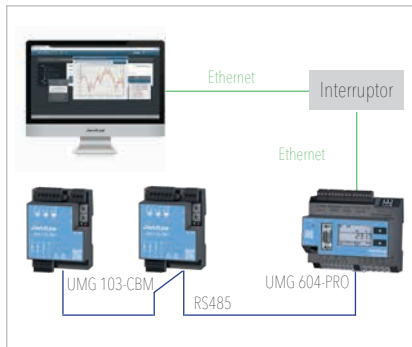 Ethernet
Interruptor
Ethernet
UMG 103-CBM
UMG 604-PRO
RS485